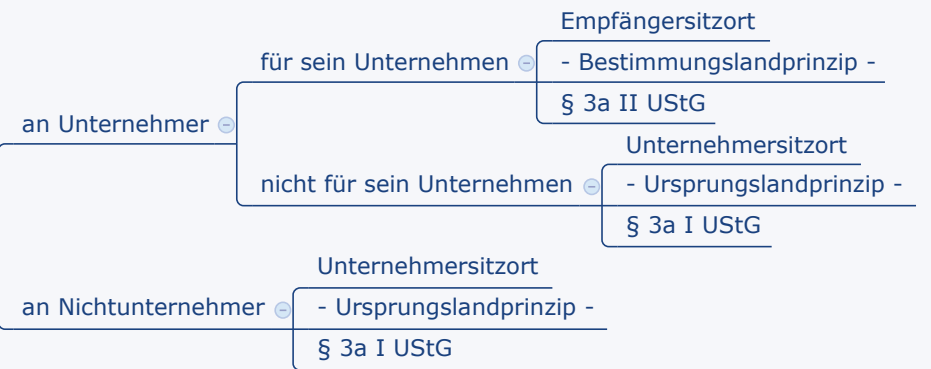 an Unternehmer
für sein Unternehmen
Empfängersitzort
- Bestimmungslandprinzip -
§ 3a II UStG
nicht für sein Unternehmen
Unternehmersitzort
- Ursprungslandprinzip -
§ 3a I UStG
an Nichtunternehmer
Unternehmersitzort
- Ursprungslandprinzip -
§ 3a I UStG